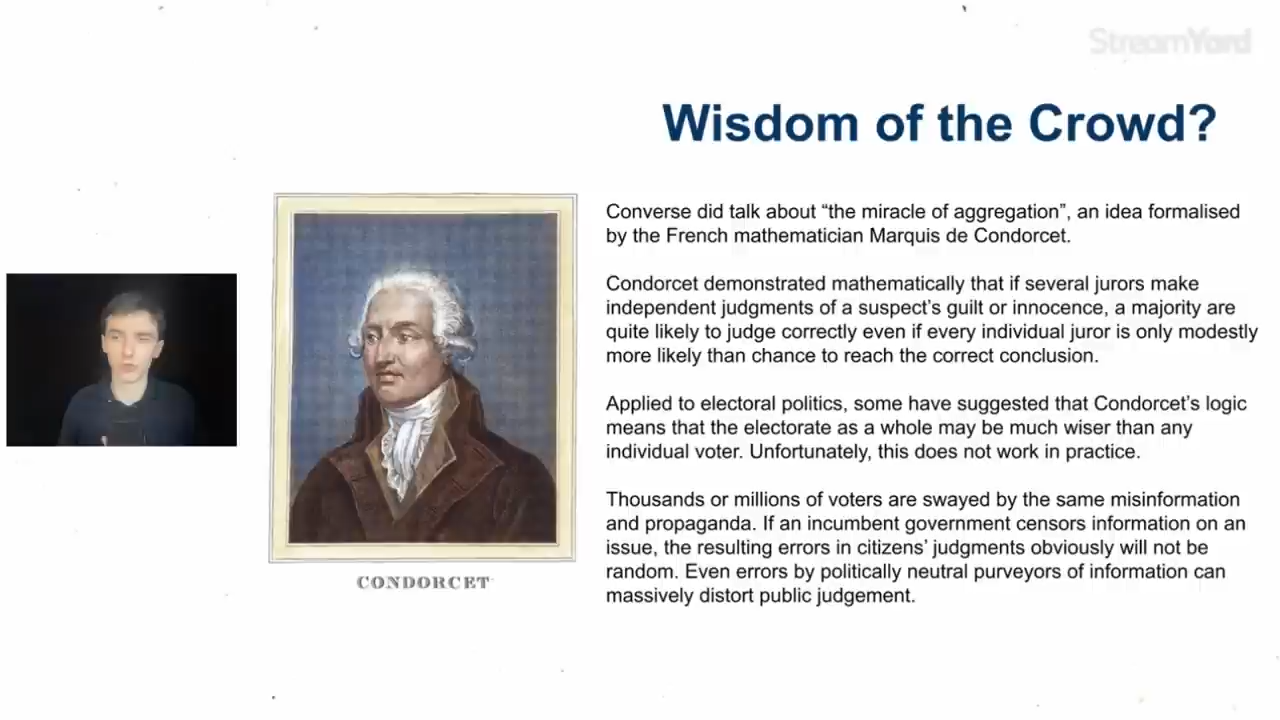 StreamYard
Wisdom of the Crowd?
Converse did talk about “the miracle of aggregation”, an idea formalised
by the French mathematician Marquis de Condorcet.
Condorcet demonstrated mathematically that if several jurors make
independent judgments of a suspect’s guilt or innocence, a majority are
quite likely to judge correctly even if every individual juror is only modestly
more likely than chance to reach the correct conclusion.
Applied to electoral politics, some have suggested that Condorcet’s logic
means that the electorate as a whole may be much wiser than any
individual voter. Unfortunately, this does not work in practice.
Thousands or millions of voters are swayed by the same misinformation
and propaganda. If an incumbent government censors information on an
issue, the resulting errors in citizens’ judgments obviously will not be
random. Even errors by politically neutral purveyors of information can
massively distort public judgement.
CONDORCET